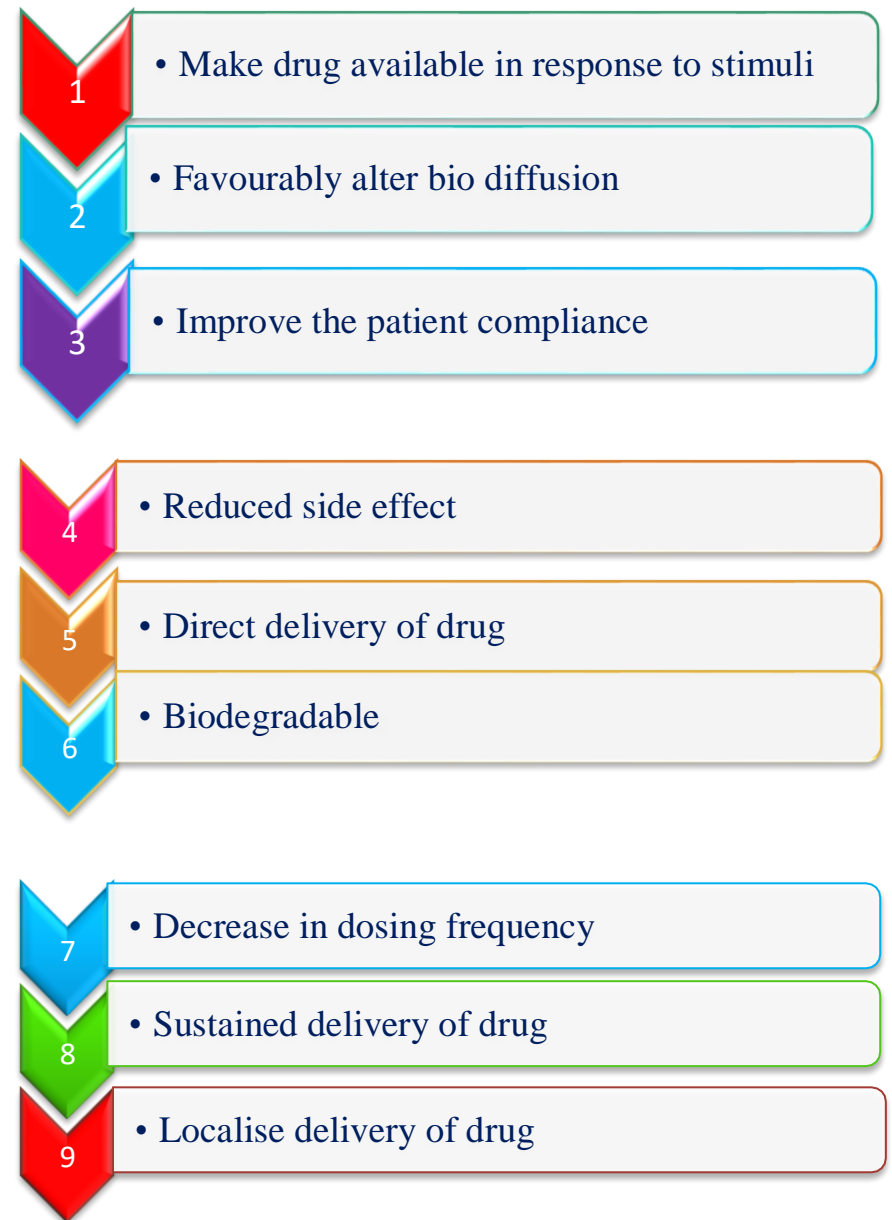 1 • Make drug available in response to stimuli
2 • Favourably alter bio diffusion
3 • Improve the patient compliance
4 • Reduced side effect
5 • Direct delivery of drug
6 • Biodegradable
7 • Decrease in dosing frequency
8 • Sustained delivery of drug
9 • Localise delivery of drug